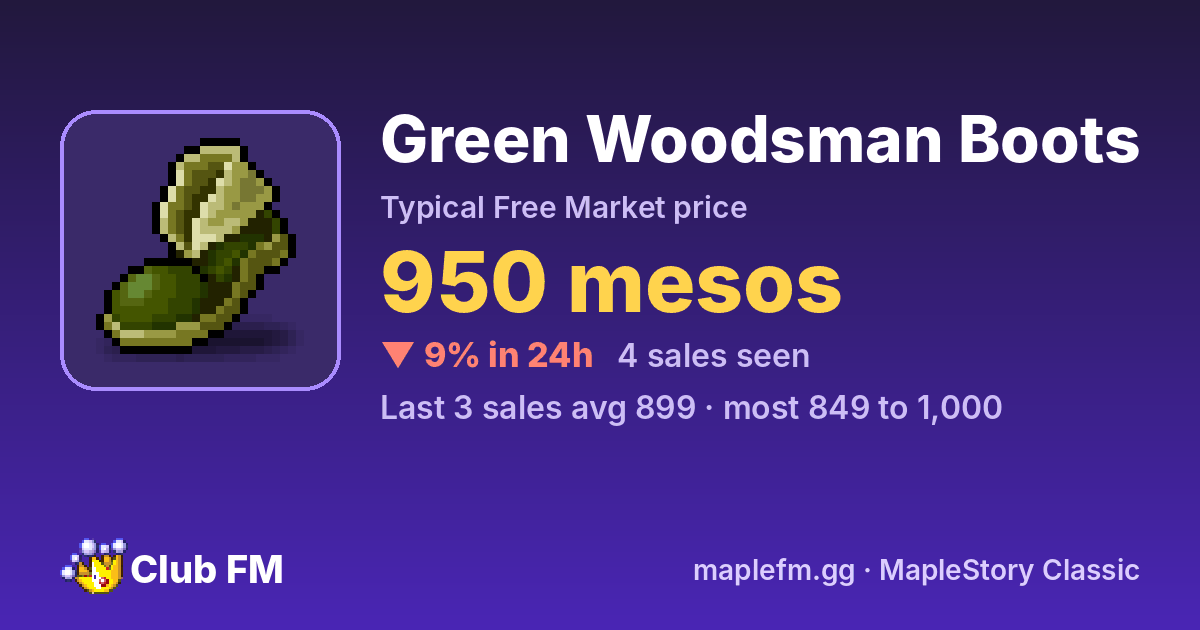 Green Woodsman Boots
Typical Free Market price
950 mesos
▼ 9% in 24h 4 sales seen
Last 3 sales avg 899 · most 849 to 1,000
Club FM
maplefm.gg · MapleStory Classic